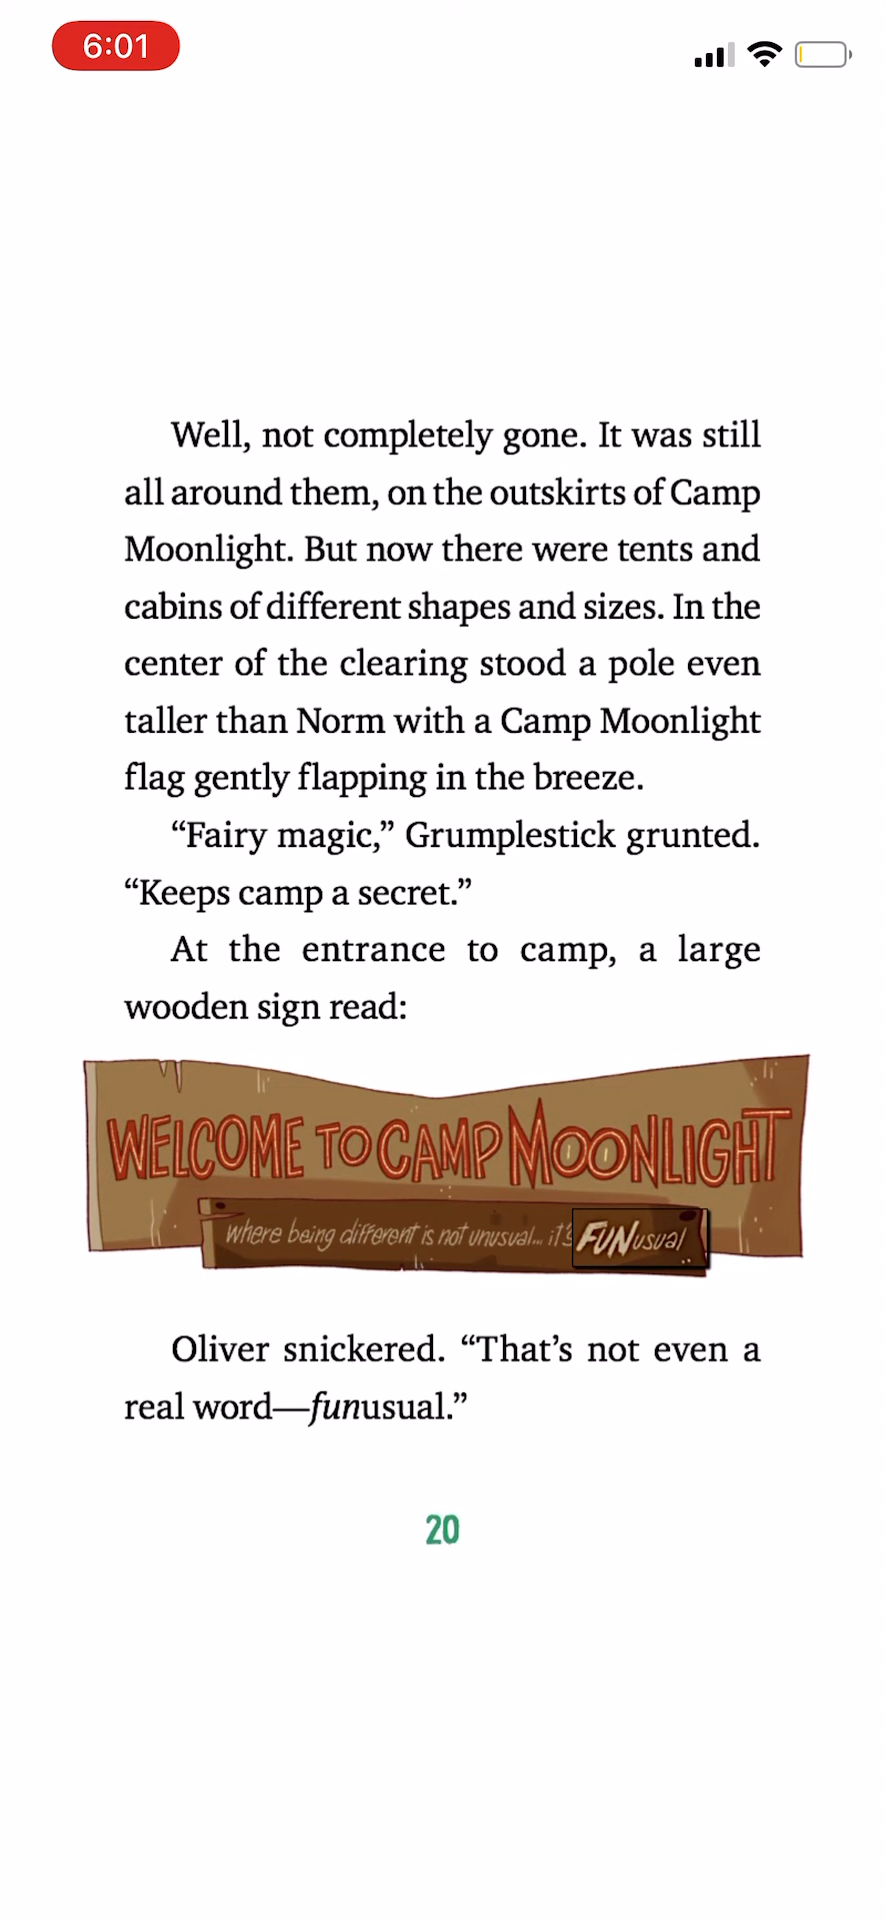 6:01
Well, not completely gone. It was still
all around them, on the outskirts of Camp
Moonlight. But now there were tents and
cabins of different shapes and sizes. In the
center of the clearing stood a pole even
taller than Norm with a Camp Moonlight
flag gently flapping in the breeze.
“Fairy magic,” Grumplestick grunted.
“Keeps camp a secret.”
At the entrance to camp, a large
wooden sign read:
WELCOME TO CAMP MOONLIGHT
where being different is not unusual... it's FUNusual
Oliver snickered. “That’s not even a
real word—funusual.”
20